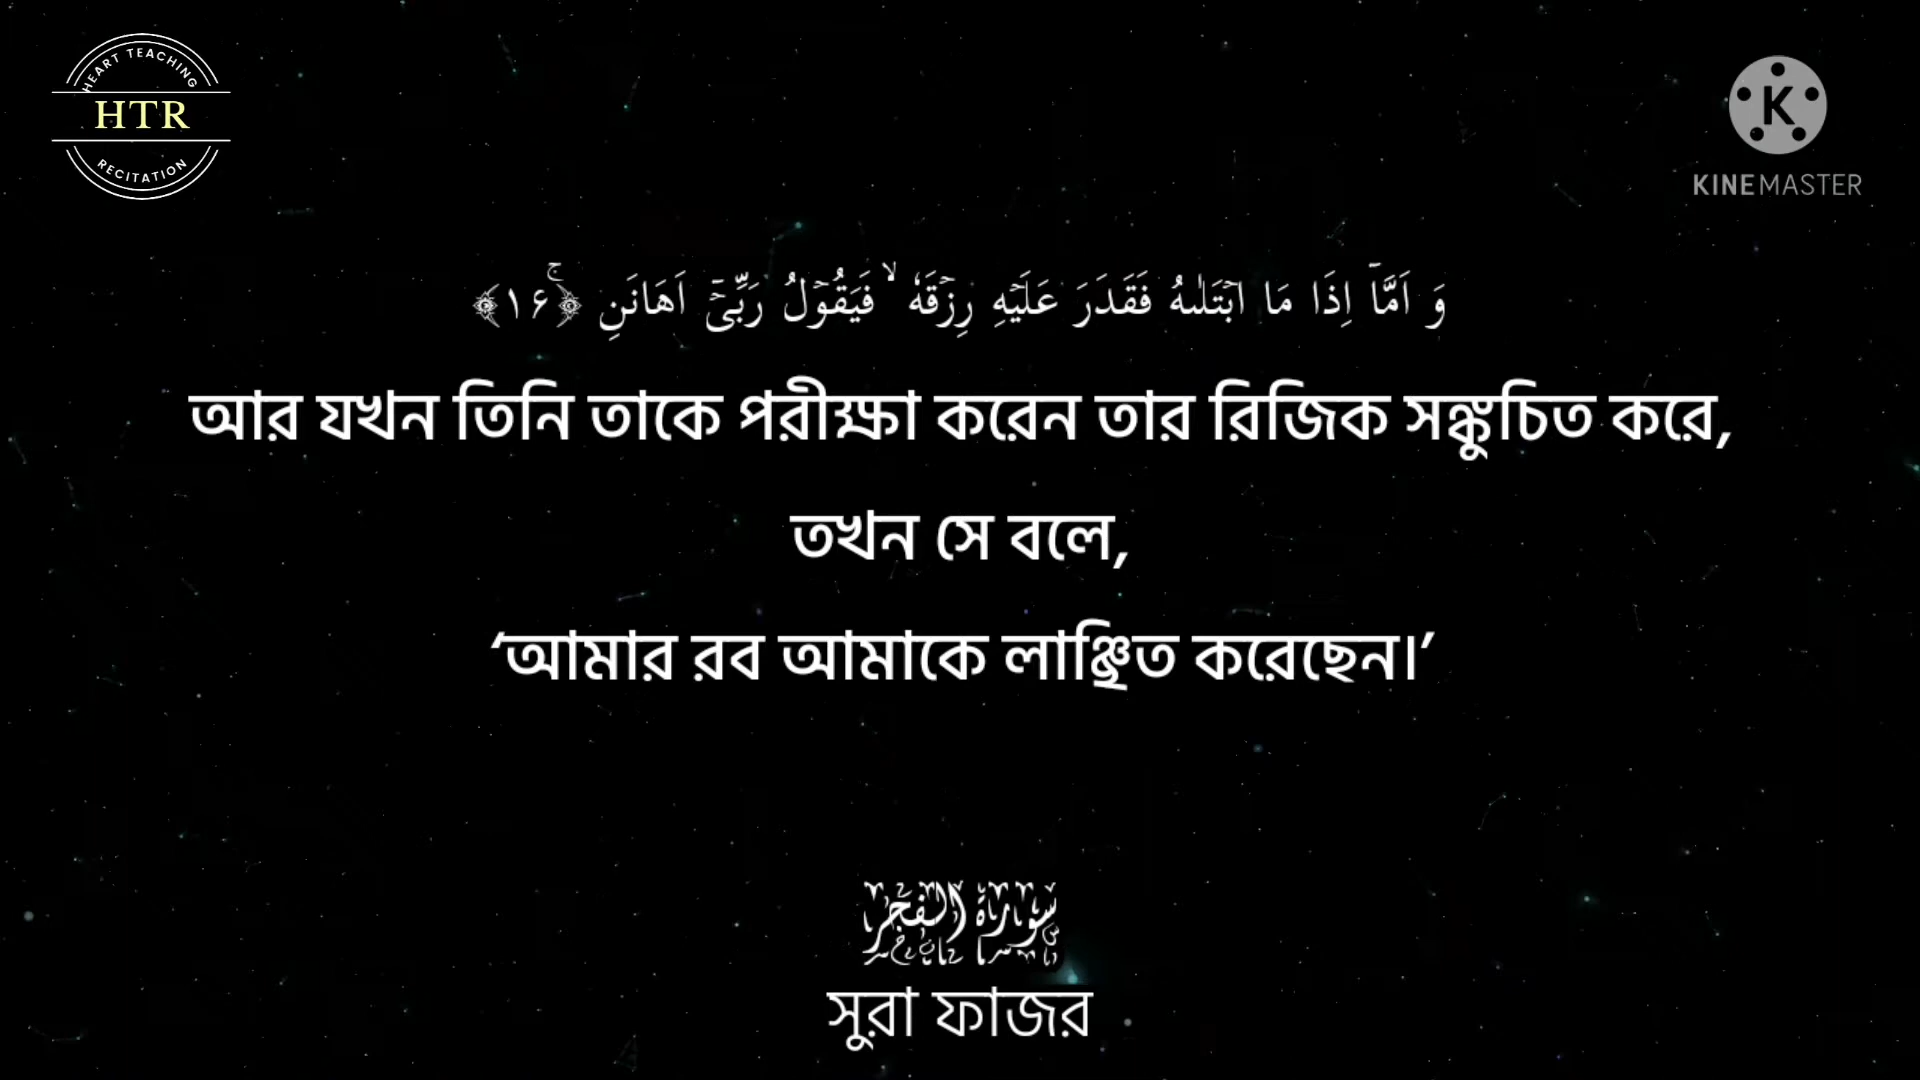 HEART TEACHING
HTR
RECITATION
K
KINEMASTER
وَ اَمَّاۤ اِذَا مَا ابۡتَلٰىهُ فَقَدَرَ عَلَیۡهِ رِزۡقَهٗ ۙ فَیَقُوۡلُ رَبِّیۡۤ اَهَانَنِ ﴿ۚ۱۶﴾
আর যখন তিনি তাকে পরীক্ষা করেন তার রিজিক সঙ্কুচিত করে,
তখন সে বলে,
‘আমার রব আমাকে লাঞ্ছিত করেছেন।’
سورة الفجر
সুরা ফাজর